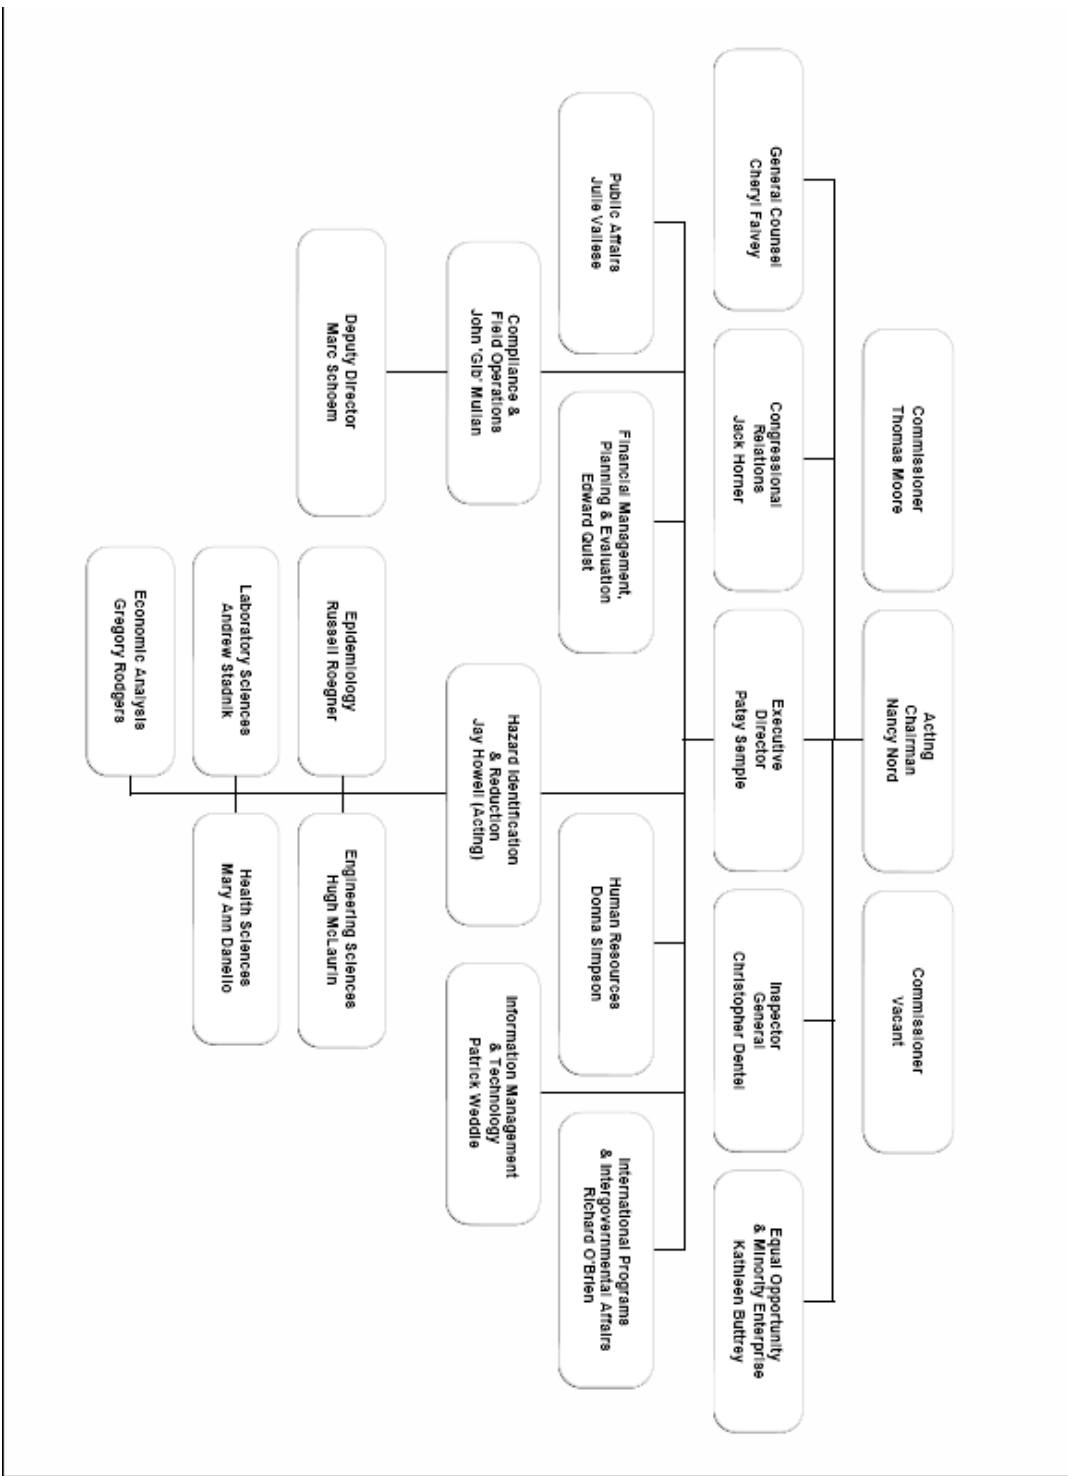 Commissioner
Thomas Moore
Acting
Chairman
Nancy Nord
Commissioner
Vacant
General Counsel
Cheryl Falvey
Congressional
Relations
Jack Horner
Executive
Director
Patsy Semple
Inspector
General
Christopher Dentel
Equal Opportunity
& Minority Enterprise
Kathleen Buttrey
Public Affairs
Julie Vallese
Financial Management,
Planning & Evaluation
Edward Quist
Human Resources
Donna Simpson
International Programs
& Intergovernmental Affairs
Richard O'Brien
Compliance &
Field Operations
John 'Gib' Mullan
Hazard Identification
& Reduction
Jay Howell (Acting)
Information Management
& Technology
Patrick Weddle
Deputy Director
Marc Schoem
Epidemiology
Russell Roegner
Engineering Sciences
Hugh McLaurin
Laboratory Sciences
Andrew Stadnik
Health Sciences
Mary Ann Danello
Economic Analysis
Gregory Rodgers